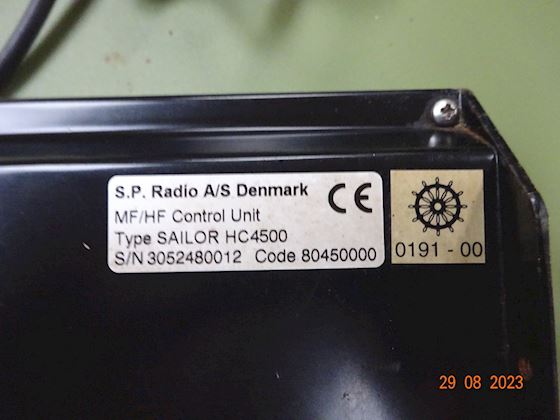 S.P. Radio A/S Denmark CE
MF/HF Control Unit
Type SAILOR HC4500
S/N 3052480012 Code 80450000
0191 - 00
29 08 2023